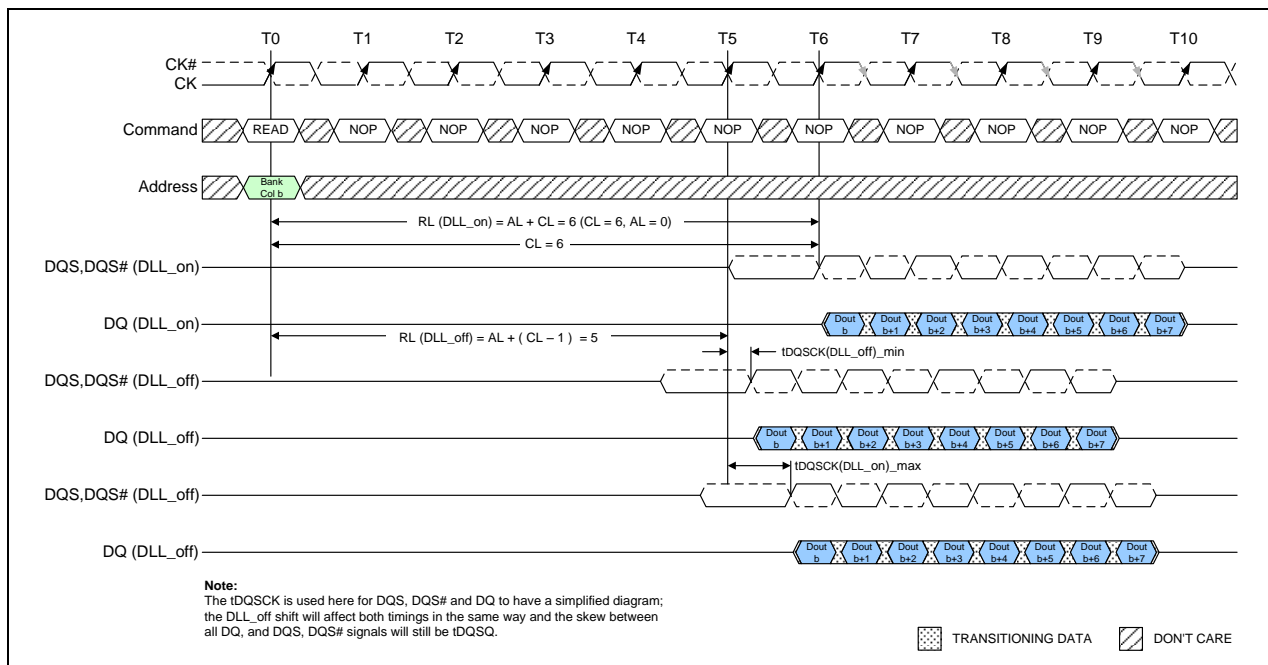 T0 T1 T2 T3 T4 T5 T6 T7 T8 T9 T10
CK#
CK
Command READ NOP NOP NOP NOP NOP NOP NOP NOP NOP NOP
Address Bank
Col b
RL (DLL_on) = AL + CL = 6 (CL = 6, AL = 0)
CL = 6
DQS,DQS# (DLL_on)
DQ (DLL_on) Dout b Dout b+1 Dout b+2 Dout b+3 Dout b+4 Dout b+5 Dout b+6 Dout b+7
RL (DLL_off) = AL + ( CL – 1 ) = 5
tDQSCK(DLL_off)_min
DQS,DQS# (DLL_off)
DQ (DLL_off) Dout b Dout b+1 Dout b+2 Dout b+3 Dout b+4 Dout b+5 Dout b+6 Dout b+7
tDQSCK(DLL_on)_max
DQS,DQS# (DLL_off)
DQ (DLL_off) Dout b Dout b+1 Dout b+2 Dout b+3 Dout b+4 Dout b+5 Dout b+6 Dout b+7
Note:
The tDQSCK is used here for DQS, DQS# and DQ to have a simplified diagram;
the DLL_off shift will affect both timings in the same way and the skew between
all DQ, and DQS, DQS# signals will still be tDQSQ.
TRANSITIONING DATA DON'T CARE